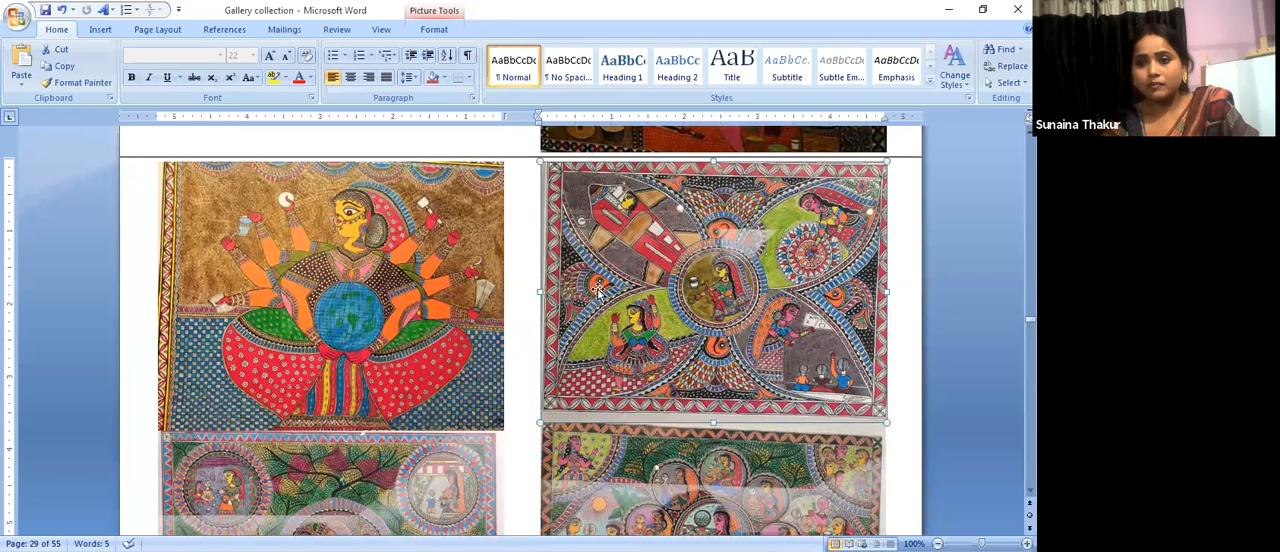 Gallery collection - Microsoft Word
Picture Tools
Home Insert Page Layout References Mailings Review View Format
Paste
Cut
Copy
Format Painter
Clipboard
22
Font
Paragraph
AaBbCcDc
¶ Normal
AaBbCcDc
¶ No Spaci...
AaBbC
Heading 1
AaBbCc
Heading 2
AaB
Title
AaBbCc.
Subtitle
AaBbCcDc
Subtle Em...
AaBbCcDc
Emphasis
Change
Styles
Styles
Find
Replace
Select
Editing
Sunaina Thakur
Page: 29 of 55
Words: 5
100%